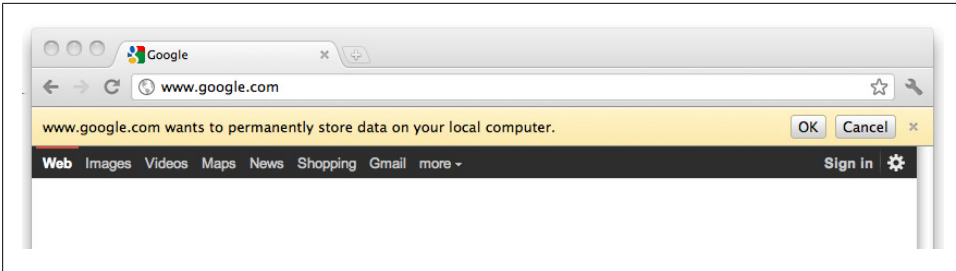 Google
www.google.com
www.google.com wants to permanently store data on your local computer. OK Cancel
Web Images Videos Maps News Shopping Gmail more Sign in